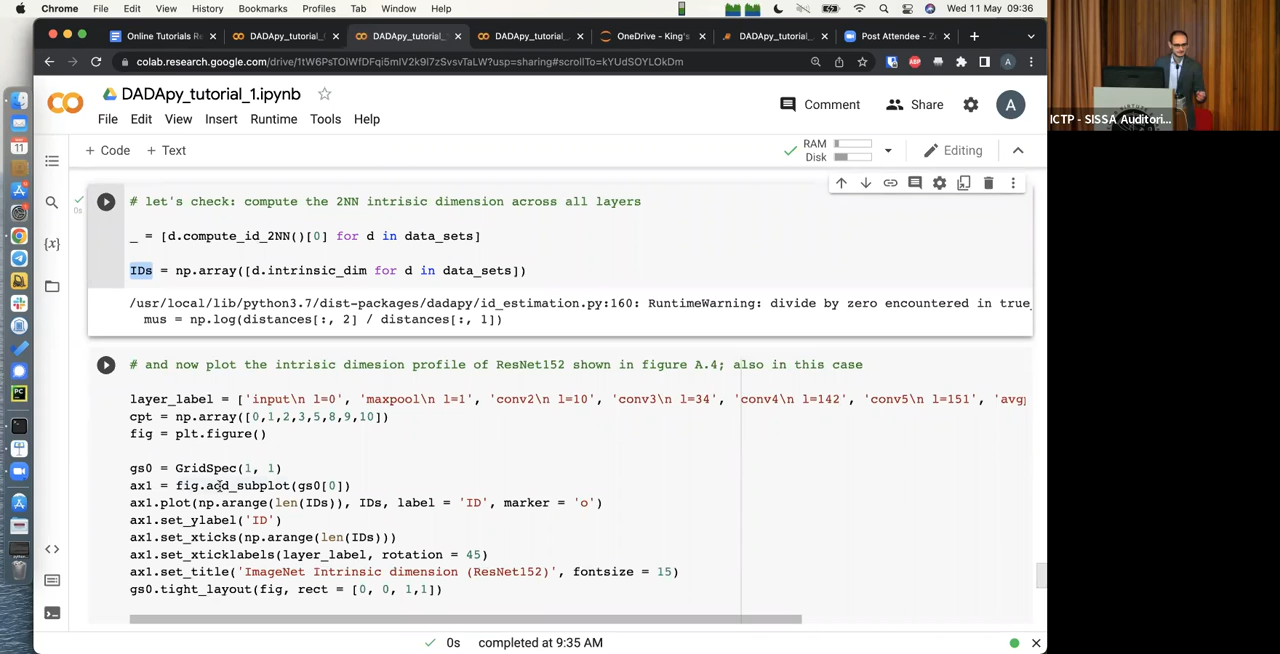 Chrome File Edit View History Bookmarks Profiles Tab Window Help Wed 11 May 09:36
Online Tutorials Re
DADApy_tutorial_
DADApy_tutorial_
DADApy_tutorial_
OneDrive - King's
DADApy_tutorial_
Post Attendee - Z
colab.research.google.com/drive/1tW6PsTOiWfDFqi5mIV2k9I7zSvsvTaLW?usp=sharing#scrollTo=kYUdSOYLOkDm
ABP
A
DADApy_tutorial_1.ipynb
Comment Share A
File Edit View Insert Runtime Tools Help
+ Code + Text
RAM
Disk
Editing
# let's check: compute the 2NN intrisic dimension across all layers
0s
_ = [d.compute_id_2NN()[0] for d in data_sets]
{x}
IDs = np.array([d.intrinsic_dim for d in data_sets])
/usr/local/lib/python3.7/dist-packages/dadapy/id_estimation.py:160: RuntimeWarning: divide by zero encountered in true_
mus = np.log(distances[:, 2] / distances[:, 1])
# and now plot the intrisic dimesion profile of ResNet152 shown in figure A.4; also in this case
layer_label = ['input\n l=0', 'maxpool\n l=1', 'conv2\n l=10', 'conv3\n l=34', 'conv4\n l=142', 'conv5\n l=151', 'avgp
cpt = np.array([0,1,2,3,5,8,9,10])
fig = plt.figure()
gs0 = GridSpec(1, 1)
ax1 = fig.add_subplot(gs0[0])
ax1.plot(np.arange(len(IDs)), IDs, label = 'ID', marker = 'o')
ax1.set_ylabel('ID')
ax1.set_xticks(np.arange(len(IDs)))
ax1.set_xticklabels(layer_label, rotation = 45)
ax1.set_title('ImageNet Intrinsic dimension (ResNet152)', fontsize = 15)
gs0.tight_layout(fig, rect = [0, 0, 1,1])
0s completed at 9:35 AM
ICTP - SISSA Auditori...